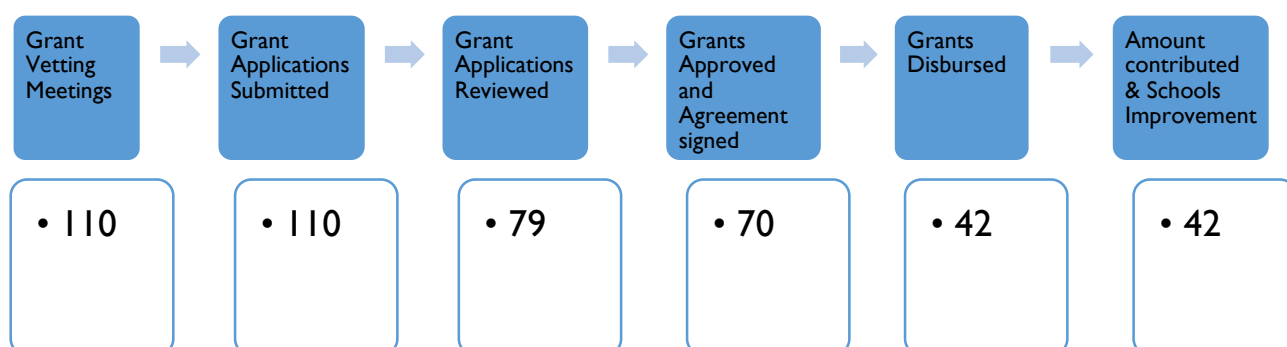 Grant
Vetting
Meetings
Grant
Applications
Submitted
Grant
Applications
Reviewed
Grants
Approved
and
Agreement
signed
Grants
Disbursed
Amount
contributed
& Schools
Improvement
• 110
• 110
• 79
• 70
• 42
• 42